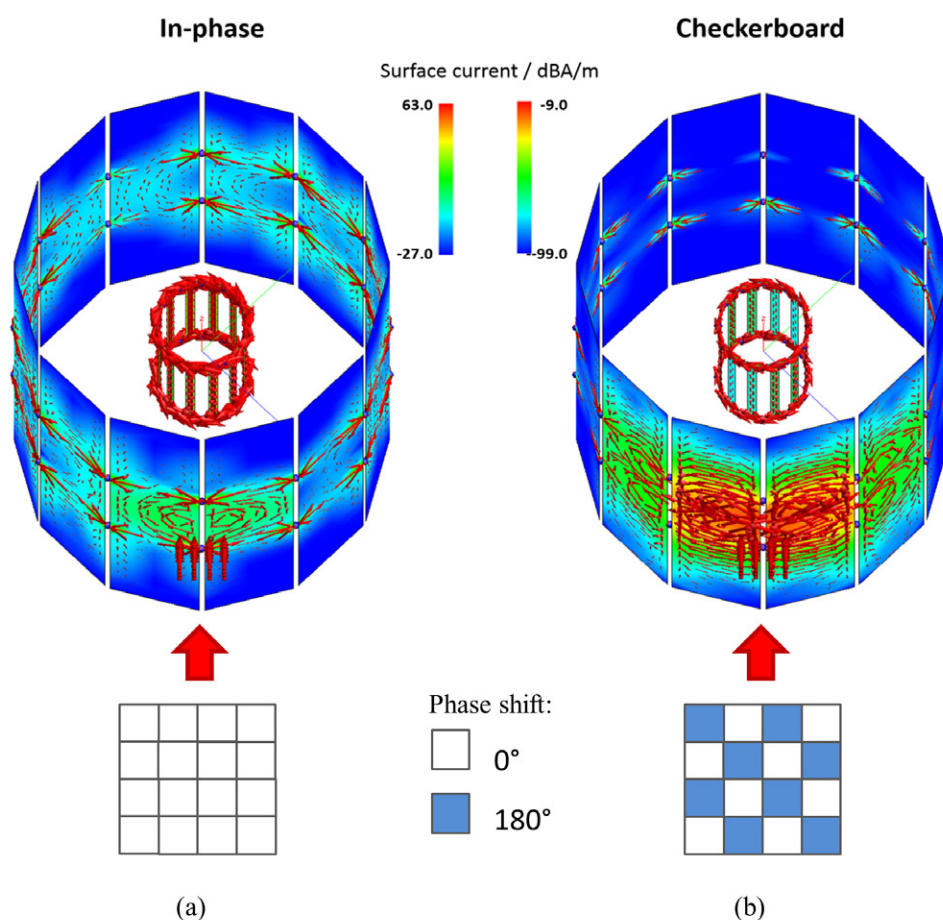 In-phase
Checkerboard
Surface current / dBA/m
63.0
-9.0
-27.0
-99.0
Phase shift:
0°
180°
(a)
(b)